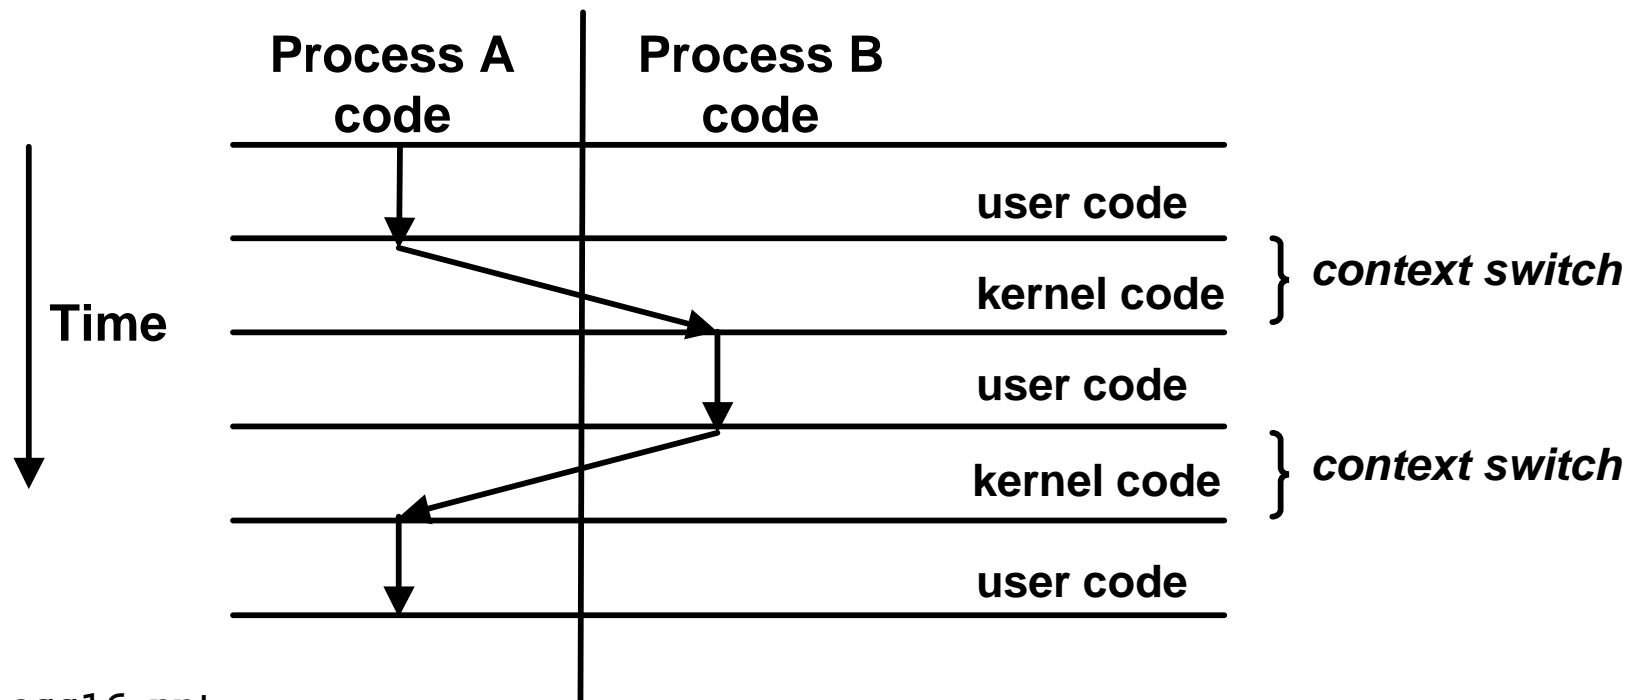 Process A
code
Process B
code
user code
context switch
kernel code
Time
user code
context switch
kernel code
user code